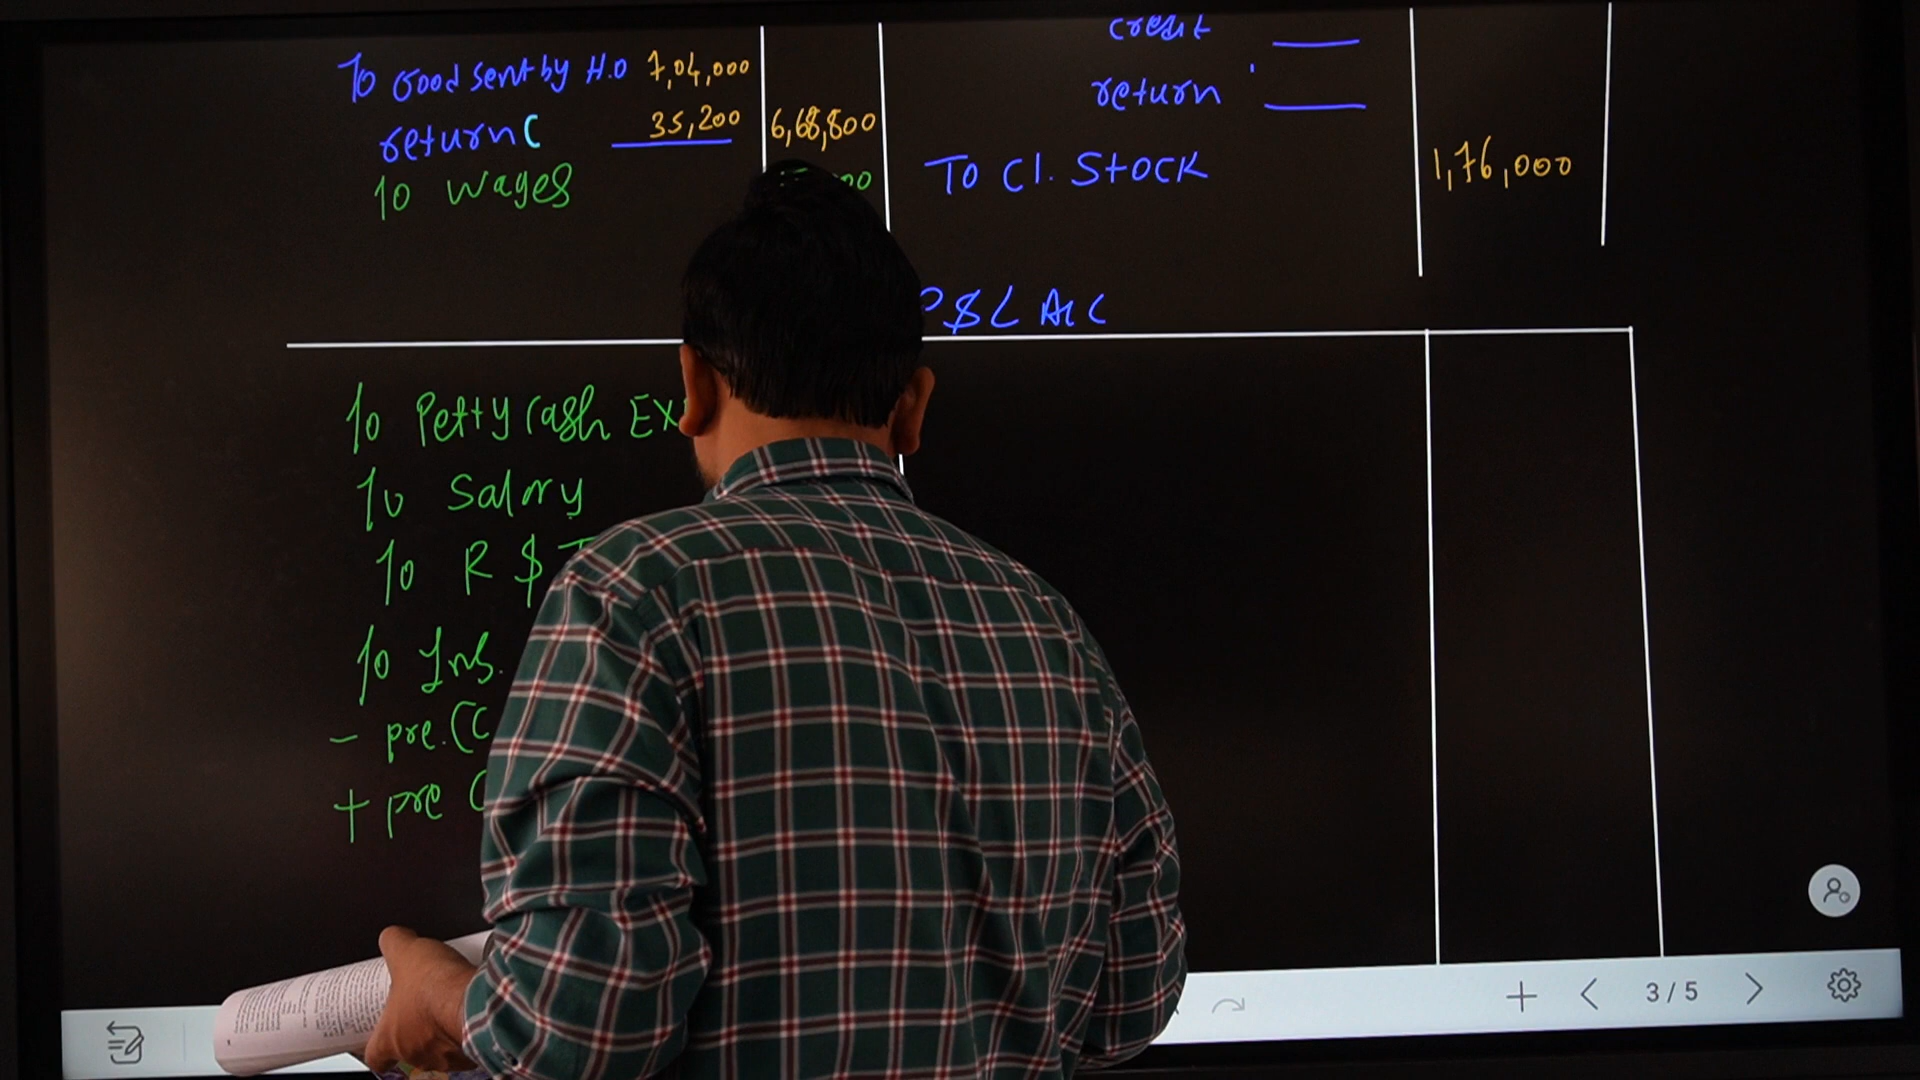 To Good sent by H.O 7,04,000
return C 35,200 6,68,800
To Wages
credit
return
To Cl. Stock 1,76,000
P$L A/C
To Petty Cash EX
To Salary
To R $
To Ins.
- pre. (C
+ pre C
3/5